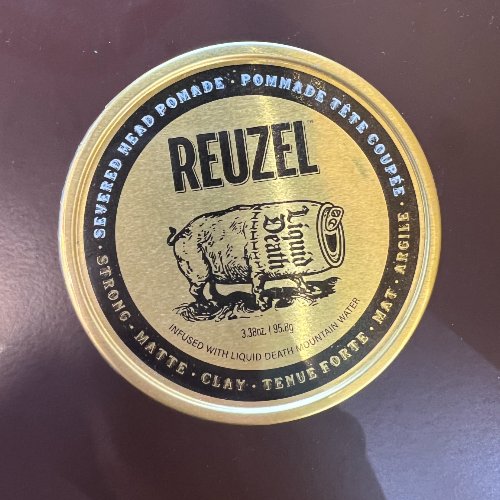 SEVERED HEAD POMADE · POMMADE TÊTE COUPÉE
REUZEL™
Liquid
Death
3.38oz / 95.8g
INFUSED WITH LIQUID DEATH MOUNTAIN WATER
· STRONG · MATTE · CLAY · TENUE FORTE · MAT · ARGILE ·